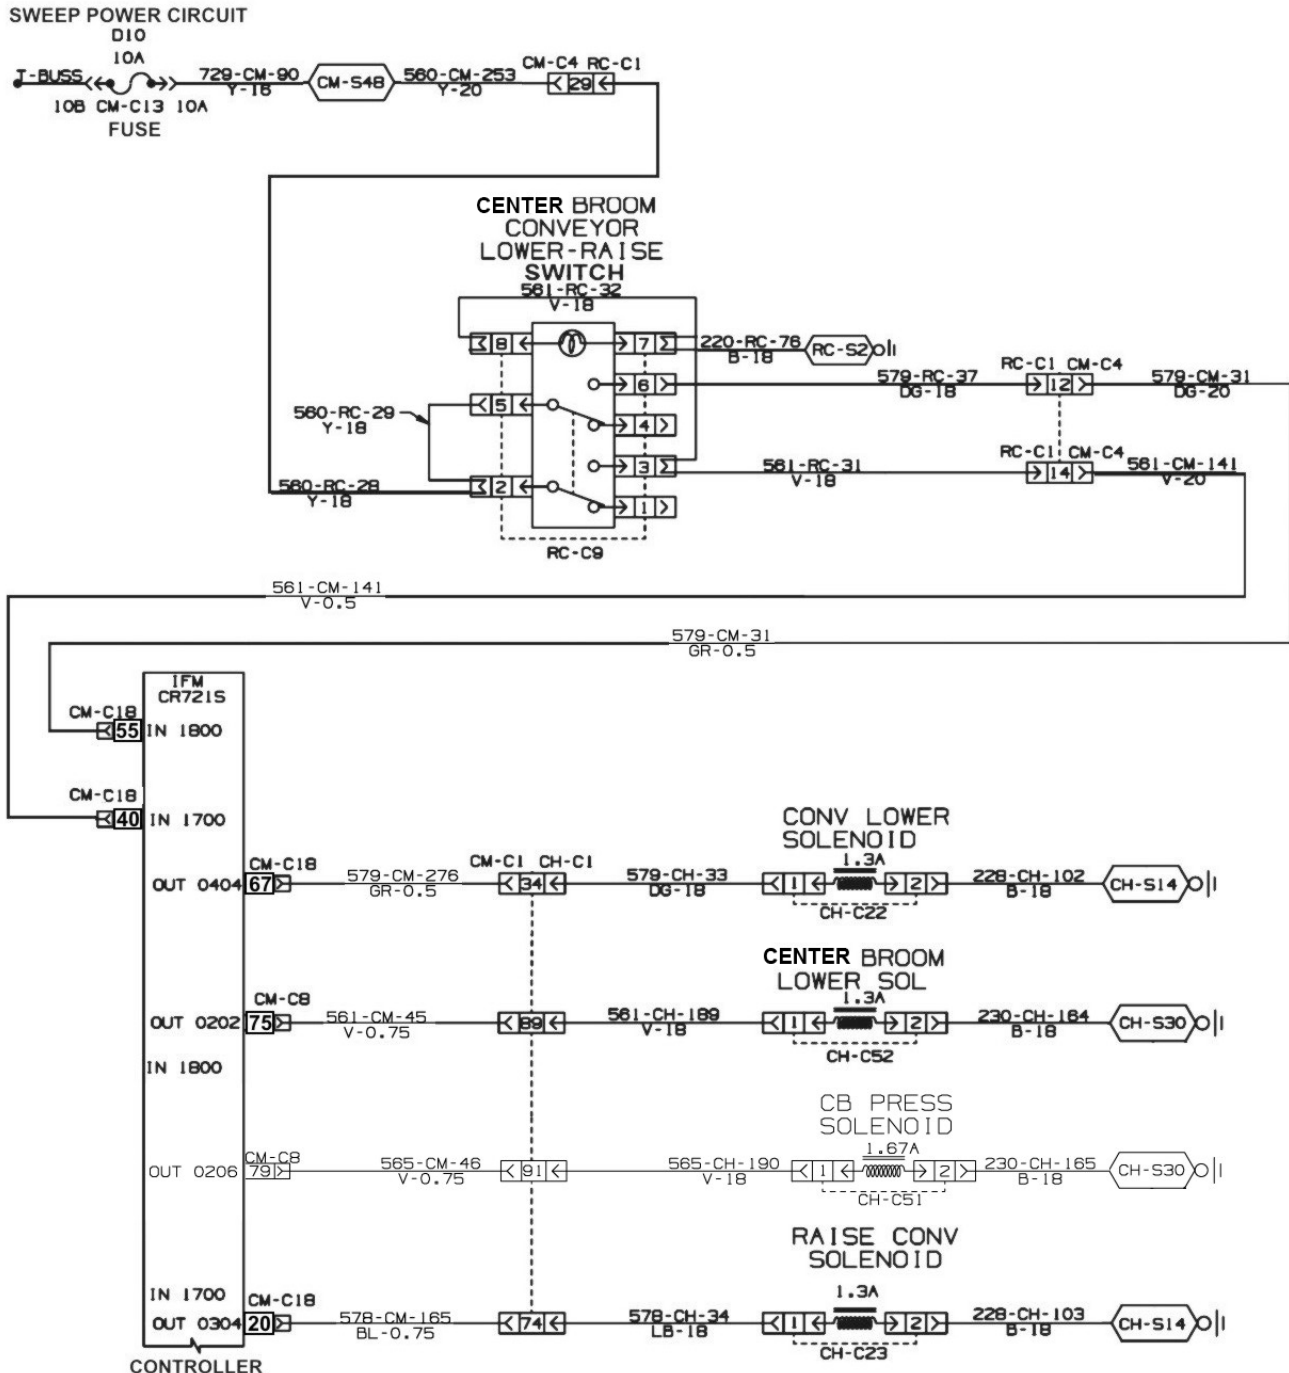 SWEEP POWER CIRCUIT
D10
10A
T-BUSS
729-CM-90
Y-18
CM-S48
560-CM-253
Y-20
CM-C4 RC-C1
29
10B CM-C13 10A
FUSE
CENTER BROOM
CONVEYOR
LOWER-RAISE
SWITCH
561-RC-32
V-18
8
7
220-RC-76
B-18
RC-S2
6
579-RC-37
DG-18
RC-C1 CM-C4
12
579-CM-31
DG-20
560-RC-29
Y-18
5
4
3
561-RC-31
V-18
RC-C1 CM-C4
14
561-CM-141
V-20
560-RC-28
Y-18
2
1
RC-C9
561-CM-141
V-0.5
579-CM-31
GR-0.5
IFM
CR721S
CM-C18
55 IN 1800
CM-C18
40 IN 1700
CONV LOWER
SOLENOID
1.3A
OUT 0404 67
CM-C18
579-CM-276
GR-0.5
CM-C1 CH-C1
34
579-CH-33
DG-18
1
2
228-CH-102
B-18
CH-S14
CH-C22
CENTER BROOM
LOWER SOL
1.3A
CM-C8
OUT 0202 75
561-CM-45
V-0.75
89
561-CH-189
V-18
1
2
230-CH-164
B-18
CH-S30
CH-C52
IN 1800
CB PRESS
SOLENOID
1.67A
CM-C8
OUT 0206 79
565-CM-46
V-0.75
91
565-CH-190
V-18
1
2
230-CH-165
B-18
CH-S30
CH-C51
RAISE CONV
SOLENOID
1.3A
IN 1700
CM-C18
OUT 0304 20
578-CM-165
BL-0.75
74
578-CH-34
LB-18
1
2
228-CH-103
B-18
CH-S14
CH-C23
CONTROLLER